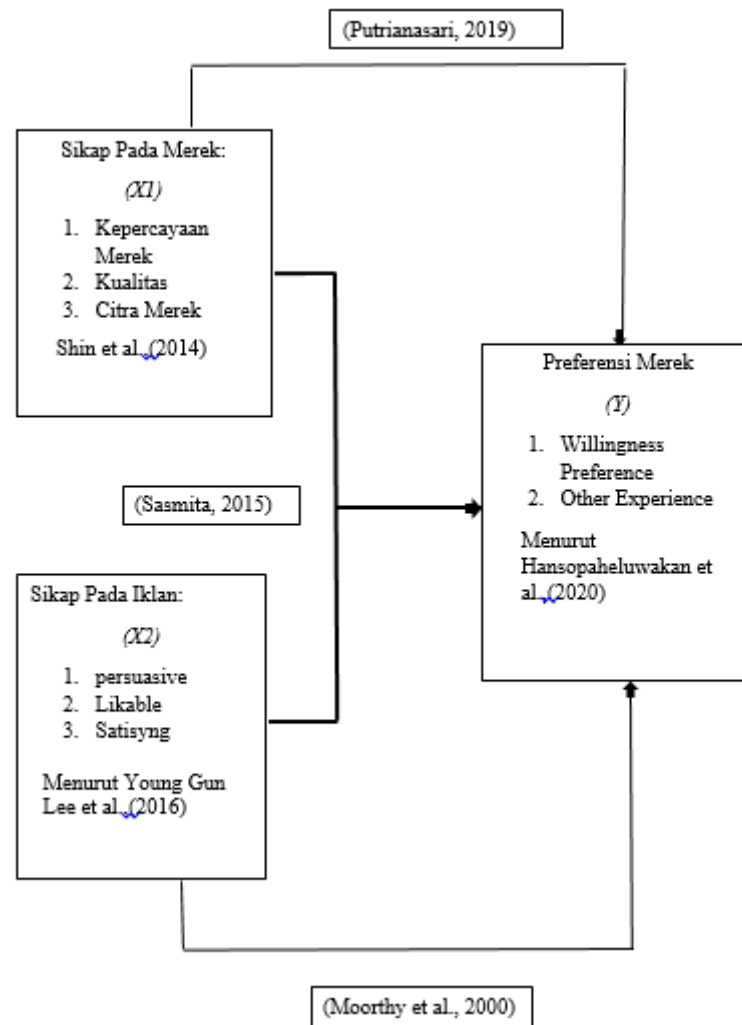 (Putrianasari, 2019)
Sikap Pada Merek:
(X1)
1. Kepercayaan
Merek
2. Kualitas
3. Citra Merek
Shin et al.,(2014)
Preferensi Merek
(Y)
1. Willingness
Preference
2. Other Experience
Menurut
Hansopaheluwakan et
al.,(2020)
(Sasmita, 2015)
Sikap Pada Iklan:
(X2)
1. persuasive
2. Likable
3. Satisyng
Menurut Young Gun
Lee et al.,(2016)
(Moorthy et al., 2000)